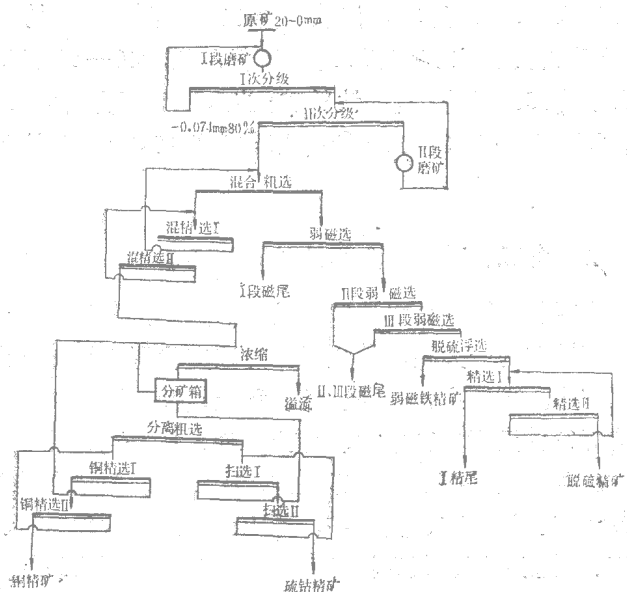 原矿 20~0mm
I段磨矿
I次分级
II次分级
-0.074mm80%
II段
磨矿
混合粗选
混精选I
弱磁选
混精选II
I段磁尾
II段弱磁选
III段弱磁选
脱硫浮选
浓缩
精选I
分矿箱
溢流
II、III段磁尾
弱磁铁精矿
精选II
分离粗选
铜精选I
扫选I
I精尾
脱硫精矿
铜精选II
扫选II
铜精矿
硫钴精矿